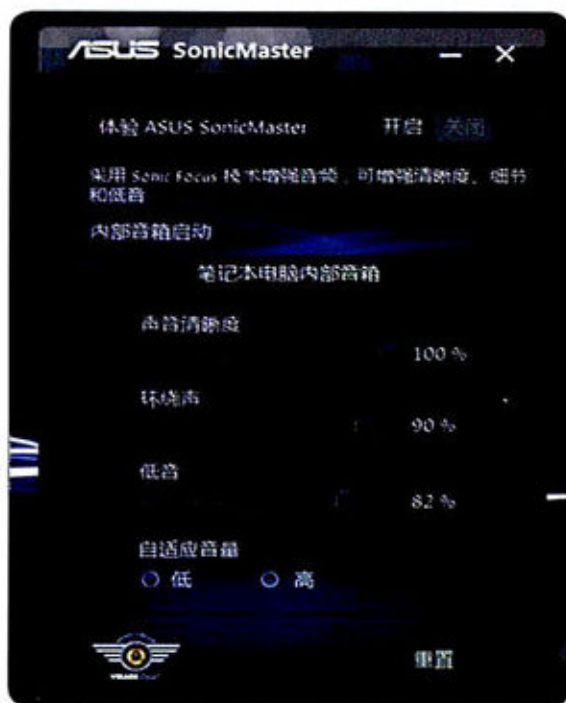 ASUS SonicMaster
体验 ASUS SonicMaster 开启 关闭
采用 Sonic Focus 技术增强音频，可增强清晰度、细节
和低音
内部音箱启动
笔记本电脑内部音箱
声音清晰度
100 %
环绕声
90 %
低音
82 %
自适应音量
低 高
重置